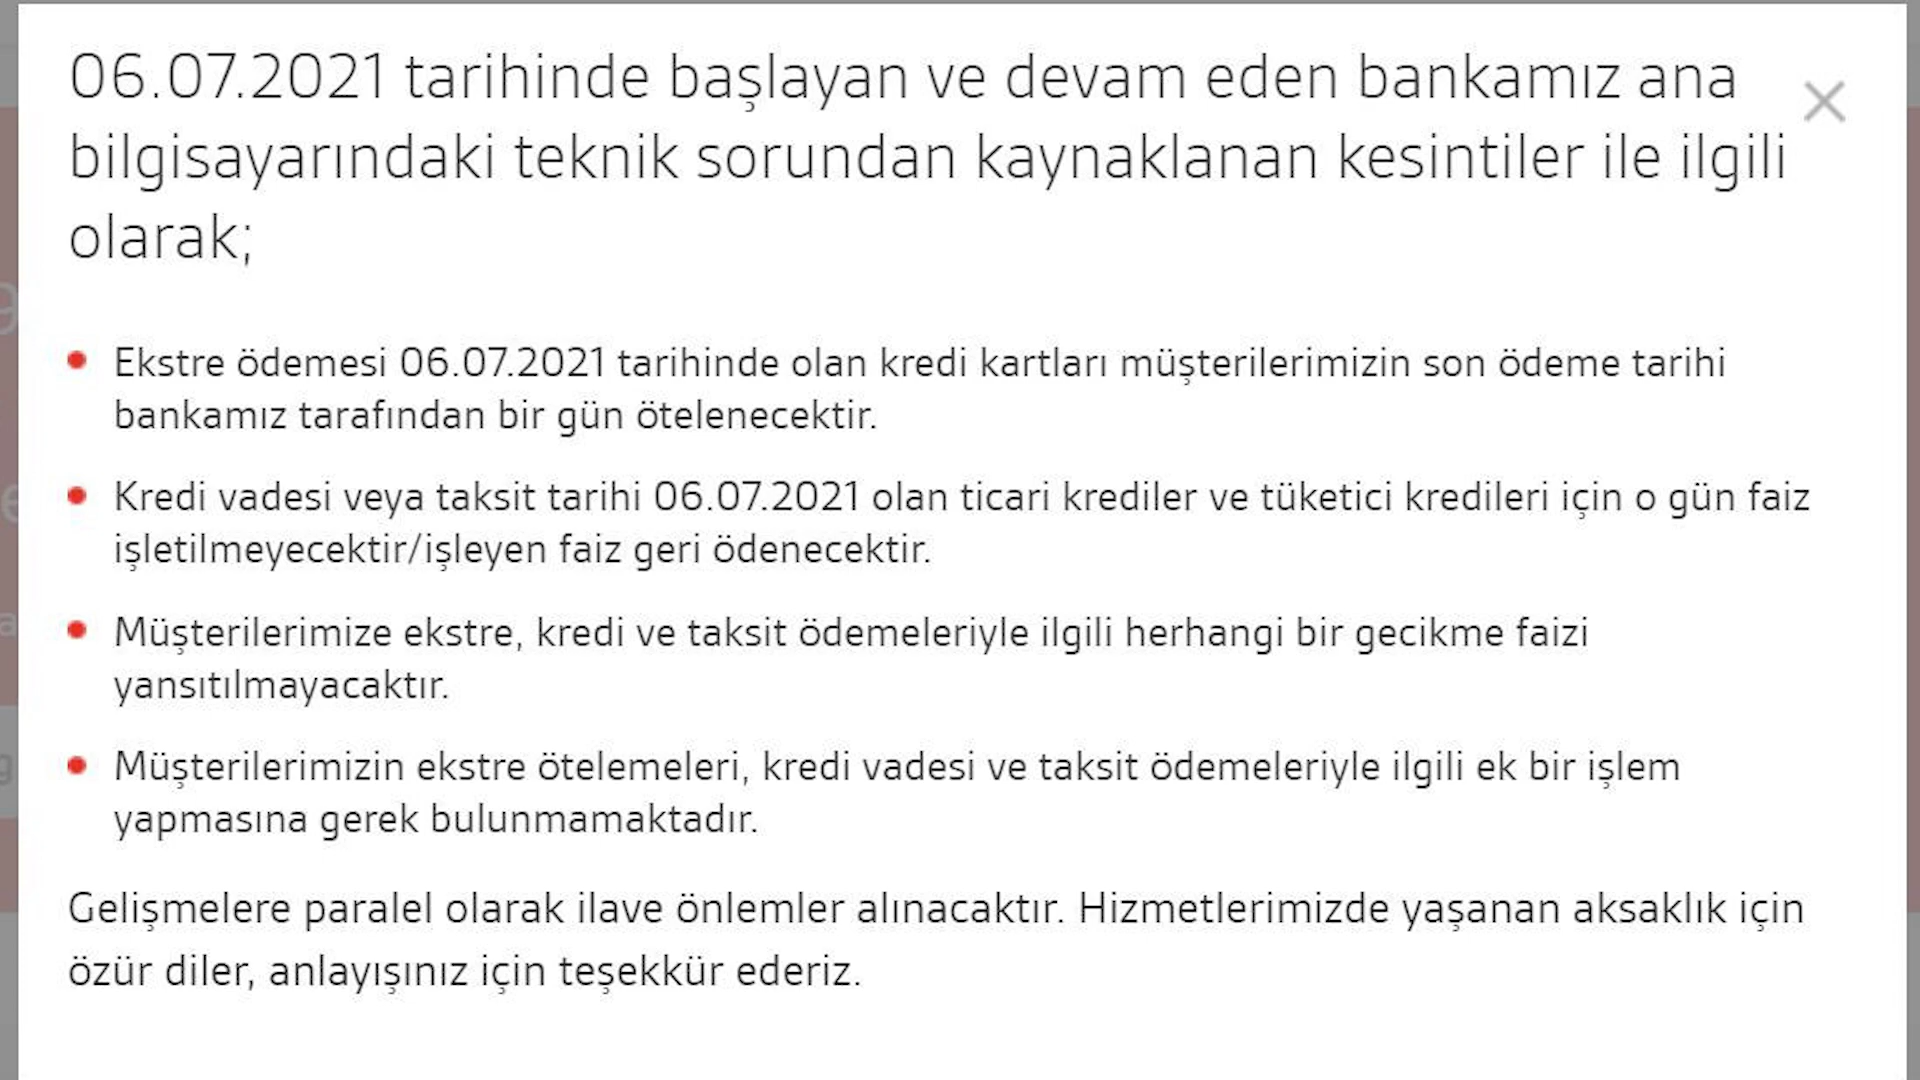 06.07.2021 tarihinde başlayan ve devam eden bankamız ana
bilgisayarındaki teknik sorundan kaynaklanan kesintiler ile ilgili
olarak;
Ekstre ödemesi 06.07.2021 tarihinde olan kredi kartları müşterilerimizin son ödeme tarihi
bankamız tarafından bir gün ötelenecektir.
Kredi vadesi veya taksit tarihi 06.07.2021 olan ticari krediler ve tüketici kredileri için o gün faiz
işletilmeyecektir/işleyen faiz geri ödenecektir.
Müşterilerimize ekstre, kredi ve taksit ödemeleriyle ilgili herhangi bir gecikme faizi
yansıtılmayacaktır.
Müşterilerimizin ekstre ötelemeleri, kredi vadesi ve taksit ödemeleriyle ilgili ek bir işlem
yapmasına gerek bulunmamaktadır.
Gelişmelere paralel olarak ilave önlemler alınacaktır. Hizmetlerimizde yaşanan aksaklık için
özür diler, anlayışınız için teşekkür ederiz.